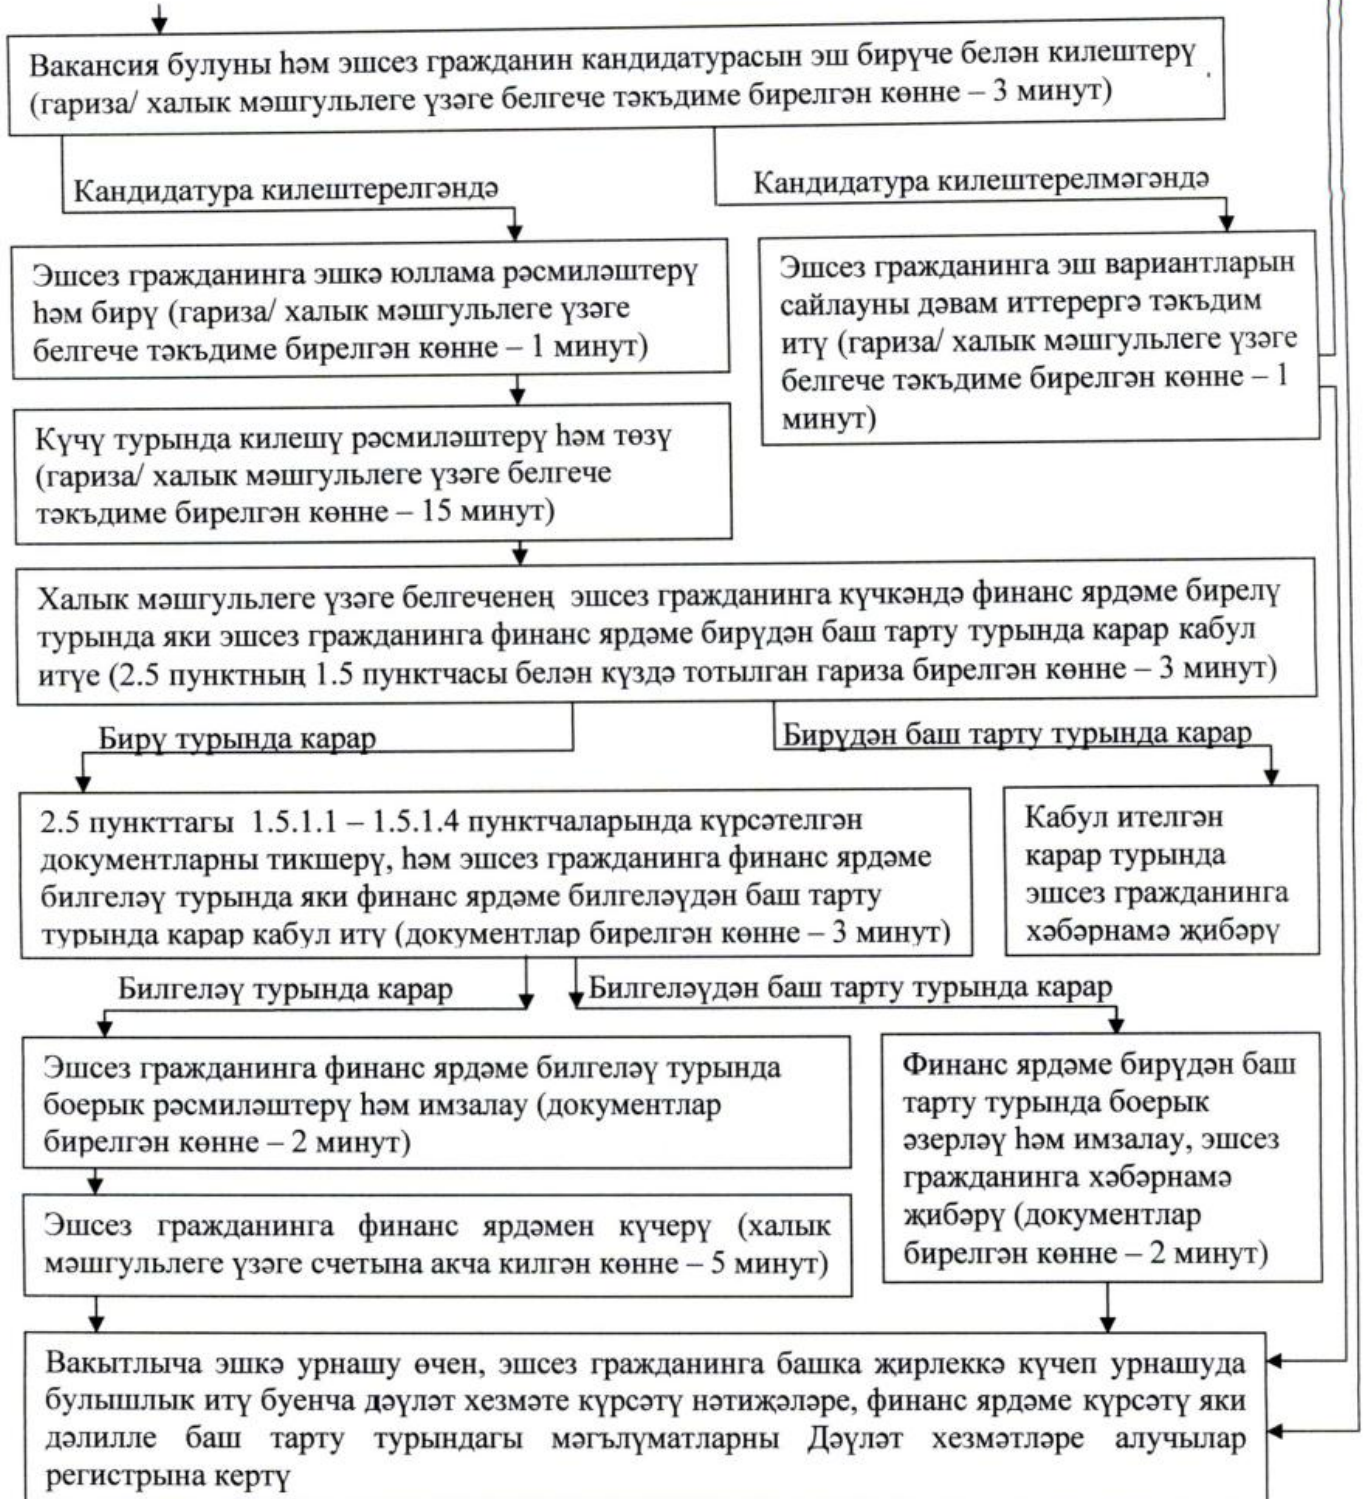 Вакансия булуны һәм эшсез гражданин кандидатурасын эш бирүче белән килештерү
(гариза/ халык мәшгульлеге үзәге белгече тәкъдиме бирелгән көнне – 3 минут)
Кандидатура килештерелгәндә
Кандидатура килештерелмәгәндә
Эшсез гражданинга эшкә юллама рәсмиләштерү
һәм бирү (гариза/ халык мәшгульлеге үзәге
белгече тәкъдиме бирелгән көнне – 1 минут)
Эшсез гражданинга эш вариантларын
сайлауны дәвам иттерергә тәкъдим
итү (гариза/ халык мәшгульлеге үзәге
белгече тәкъдиме бирелгән көнне – 1
минут)
Күчү турында килешү рәсмиләштерү һәм төзү
(гариза/ халык мәшгульлеге үзәге белгече
тәкъдиме бирелгән көнне – 15 минут)
Халык мәшгульлеге үзәге белгеченең эшсез гражданинга күчкәндә финанс ярдәме бирелү
турында яки эшсез гражданинга финанс ярдәме бирүдән баш тарту турында карар кабул
итүе (2.5 пунктның 1.5 пунктчасы белән күздә тотылган гариза бирелгән көнне – 3 минут)
Бирү турында карар
Бирүдән баш тарту турында карар
2.5 пункттагы 1.5.1.1 – 1.5.1.4 пунктчаларында күрсәтелгән
документларны тикшерү, һәм эшсез гражданинга финанс ярдәме
билгеләү турында яки финанс ярдәме билгеләүдән баш тарту
турында карар кабул итү (документлар бирелгән көнне – 3 минут)
Кабул ителгән
карар турында
эшсез гражданинга
хәбәрнамә җибәрү
Билгеләү турында карар
Билгеләүдән баш тарту турында карар
Эшсез гражданинга финанс ярдәме билгеләү турында
боерык рәсмиләштерү һәм имзалау (документлар
бирелгән көнне – 2 минут)
Финанс ярдәме бирүдән баш
тарту турында боерык
әзерләү һәм имзалау, эшсез
гражданинга хәбәрнамә
җибәрү (документлар
бирелгән көнне – 2 минут)
Эшсез гражданинга финанс ярдәмен күчерү (халык
мәшгульлеге үзәге счетына акча килгән көнне – 5 минут)
Вакытлыча эшкә урнашу өчен, эшсез гражданинга башка җирлеккә күчеп урнашуда
булышлык итү буенча дәүләт хезмәте күрсәтү нәтиҗәләре, финанс ярдәме күрсәтү яки
дәлилле баш тарту турындагы мәгълүматларны Дәүләт хезмәтләре алучылар
регистрына кертү